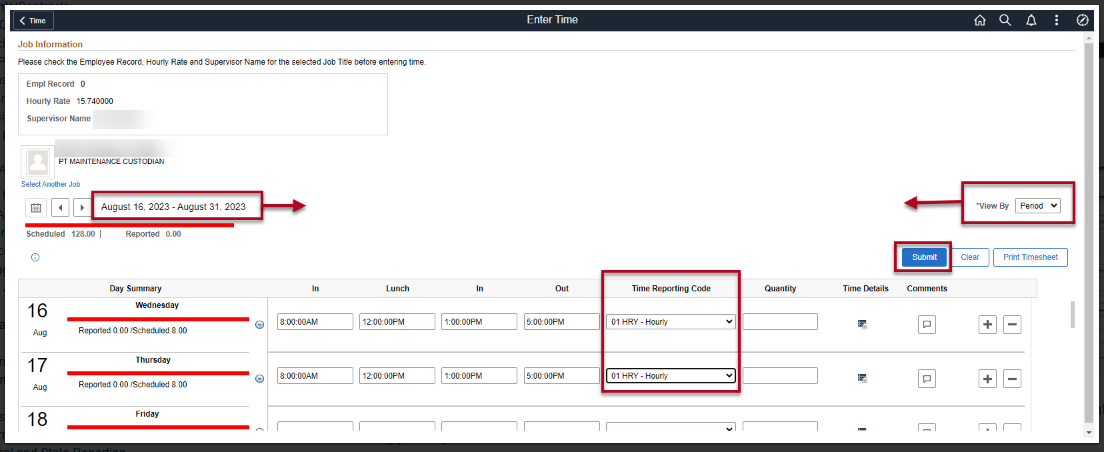 Time
Enter Time
Job Information
Please check the Employee Record, Hourly Rate and Supervisor Name for the selected Job Title before entering time.
Empl Record 0
Hourly Rate 15.740000
Supervisor Name
PT MAINTENANCE CUSTODIAN
Select Another Job
August 16, 2023 - August 31, 2023
*View By Period
Scheduled 128.00 | Reported 0.00
Submit Clear Print Timesheet
Day Summary In Lunch In Out Time Reporting Code Quantity Time Details Comments
16 Wednesday
8:00:00AM 12:00:00PM 1:00:00PM 5:00:00PM 01 HRY - Hourly
Aug Reported 0.00 /Scheduled 8.00
17 Thursday
8:00:00AM 12:00:00PM 1:00:00PM 5:00:00PM 01 HRY - Hourly
Aug Reported 0.00 /Scheduled 8.00
18 Friday